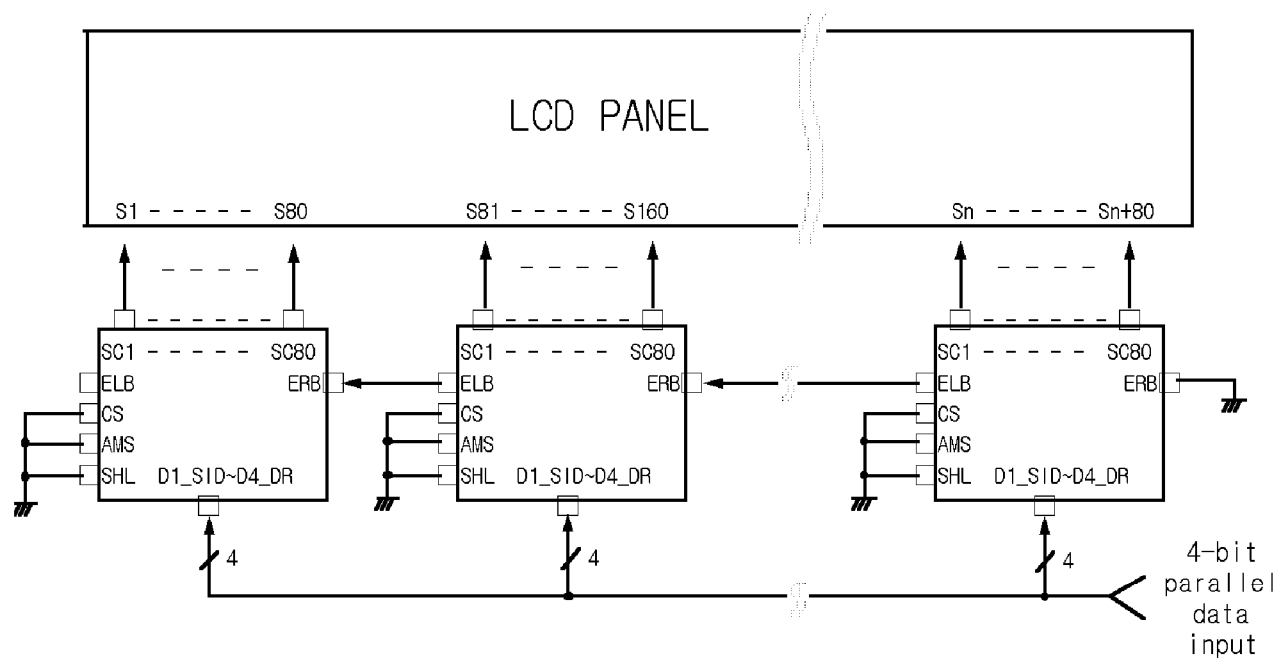 LCD PANEL
S1 - - - - - S80
S81 - - - - - S160
Sn - - - - - Sn+80
SC1 - - - - - SC80
ELB ERB
CS
AMS
SHL D1_SID~D4_DR
SC1 - - - - - SC80
ELB ERB
CS
AMS
SHL D1_SID~D4_DR
SC1 - - - - - SC80
ELB ERB
CS
AMS
SHL D1_SID~D4_DR
4
4
4
4-bit
parallel
data
input